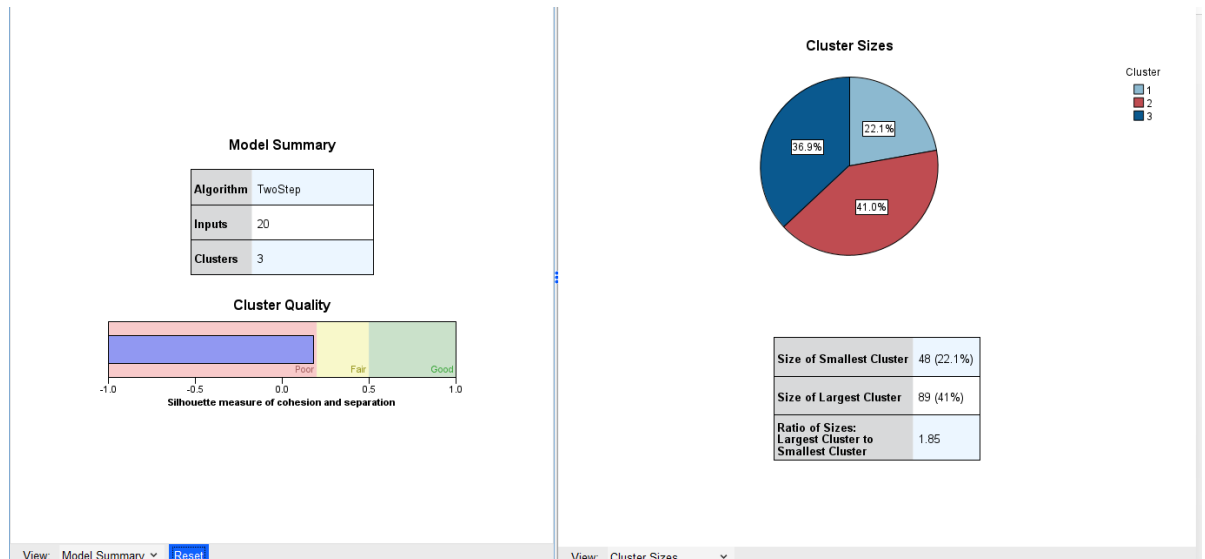 Model Summary
Algorithm TwoStep
Inputs 20
Clusters 3
Cluster Quality
Poor Fair Good
-1.0 -0.5 0.0 0.5 1.0
Silhouette measure of cohesion and separation
View: Model Summary Reset
Cluster Sizes
Cluster
1
2
3
22.1%
36.9%
41.0%
Size of Smallest Cluster 48 (22.1%)
Size of Largest Cluster 89 (41%)
Ratio of Sizes:
Largest Cluster to 1.85
Smallest Cluster
View: Cluster Sizes